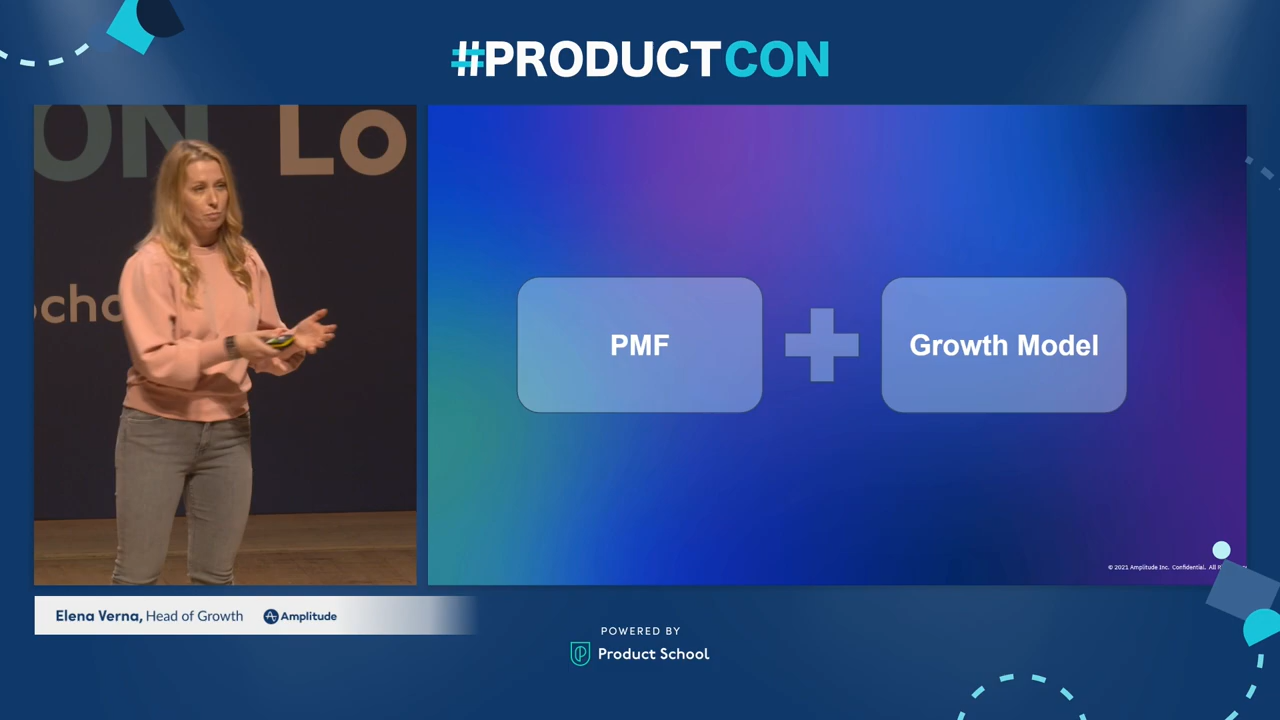 #PRODUCTCON
ON Lo
cho
PMF
Growth Model
© 2021 Amplitude Inc. Confidential. All
Elena Verna, Head of Growth Amplitude
POWERED BY
Product School